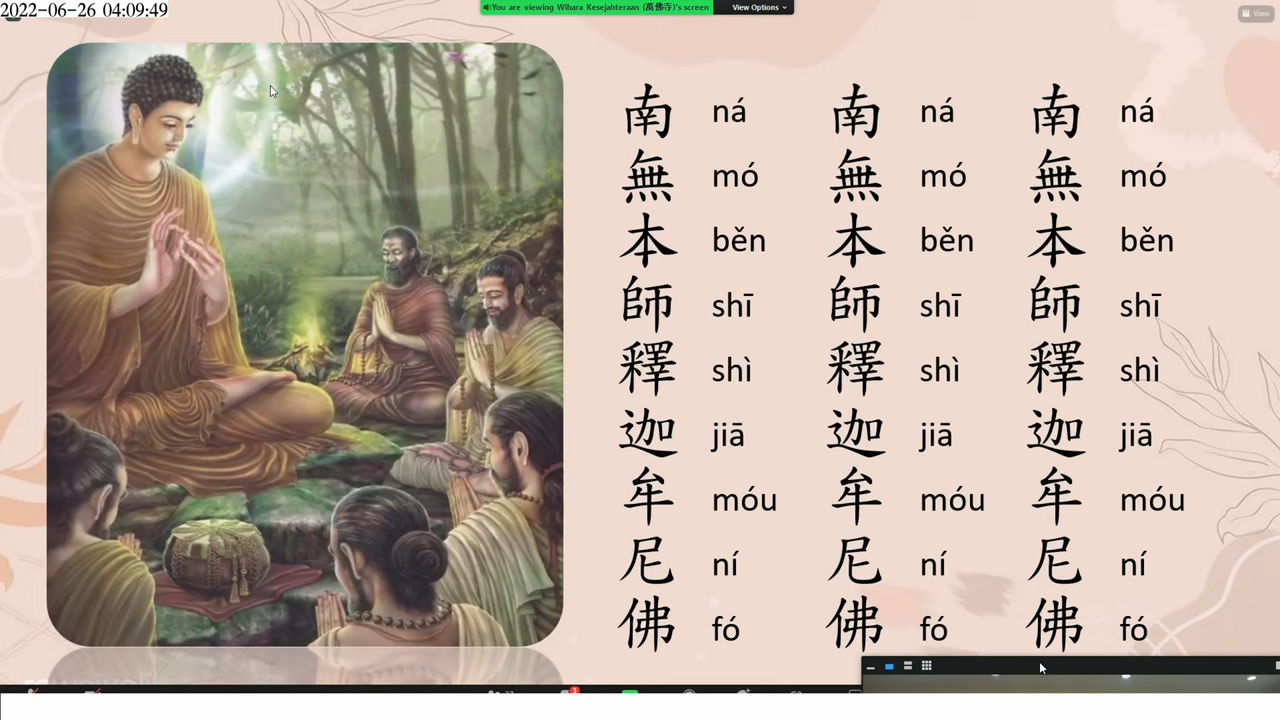 2022-06-26 04:09:49
You are viewing Wihara Kesejahteraan (萬佛寺)'s screen
View Options
View
南 ná 南 ná 南 ná
無 mó 無 mó 無 mó
本 běn 本 běn 本 běn
師 shī 師 shī 師 shī
釋 shì 釋 shì 釋 shì
迦 jiā 迦 jiā 迦 jiā
牟 móu 牟 móu 牟 móu
尼 ní 尼 ní 尼 ní
佛 fó 佛 fó 佛 fó